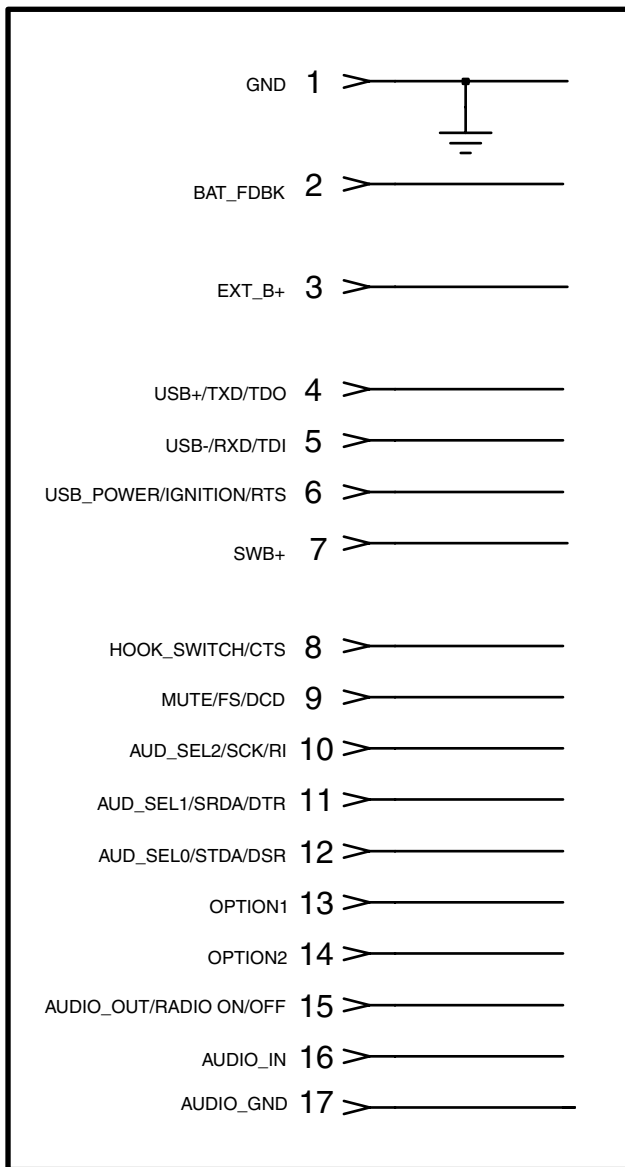 GND 1
BAT_FDBK 2
EXT_B+ 3
USB+/TXD/TDO 4
USB-/RXD/TDI 5
USB_POWER/IGNITION/RTS 6
SWB+ 7
HOOK_SWITCH/CTS 8
MUTE/FS/DCD 9
AUD_SEL2/SCK/RI 10
AUD_SEL1/SRDA/DTR 11
AUD_SEL0/STDA/DSR 12
OPTION1 13
OPTION2 14
AUDIO_OUT/RADIO ON/OFF 15
AUDIO_IN 16
AUDIO_GND 17